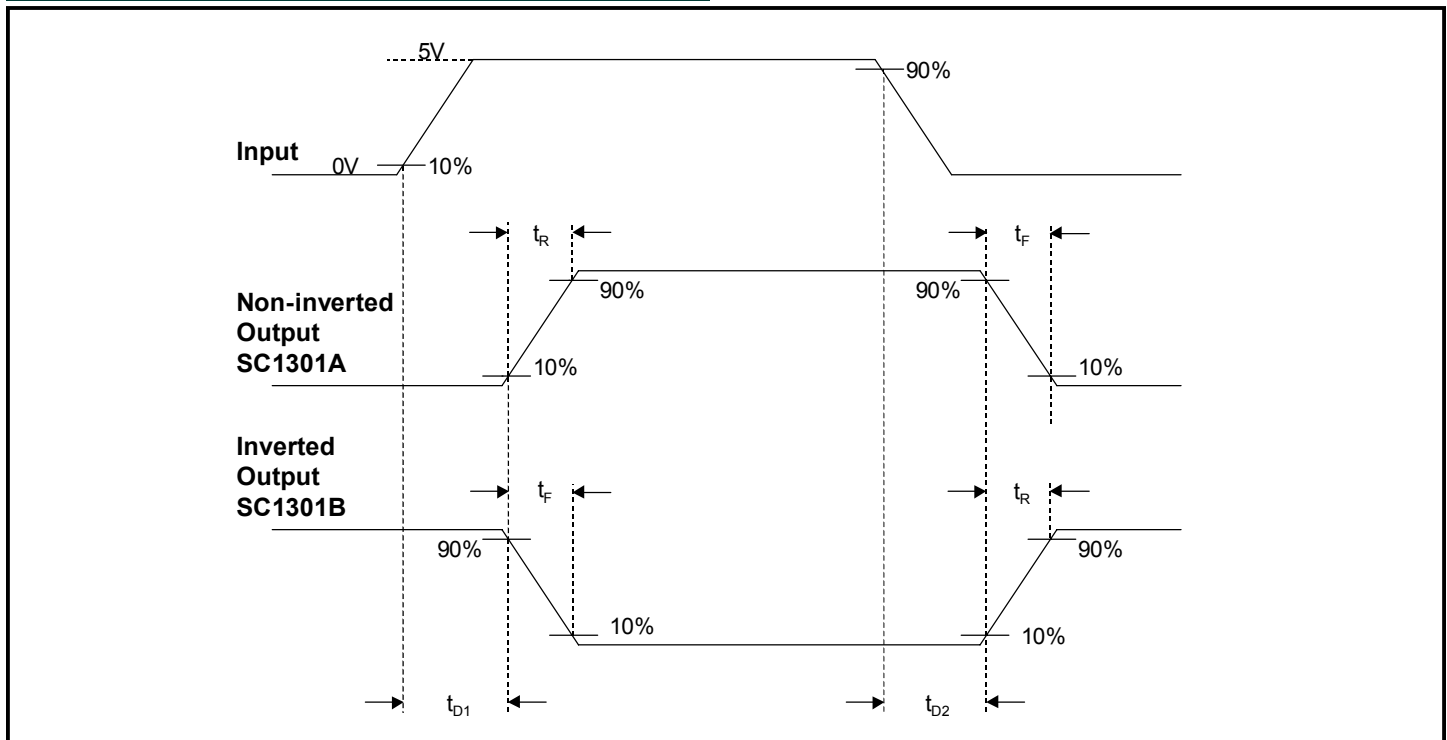 5V
90%
Input
0V
10%
tR
tF
90%
90%
Non-inverted
Output
SC1301A
10%
10%
Inverted
Output
SC1301B
tF
tR
90%
90%
10%
10%
tD1
tD2